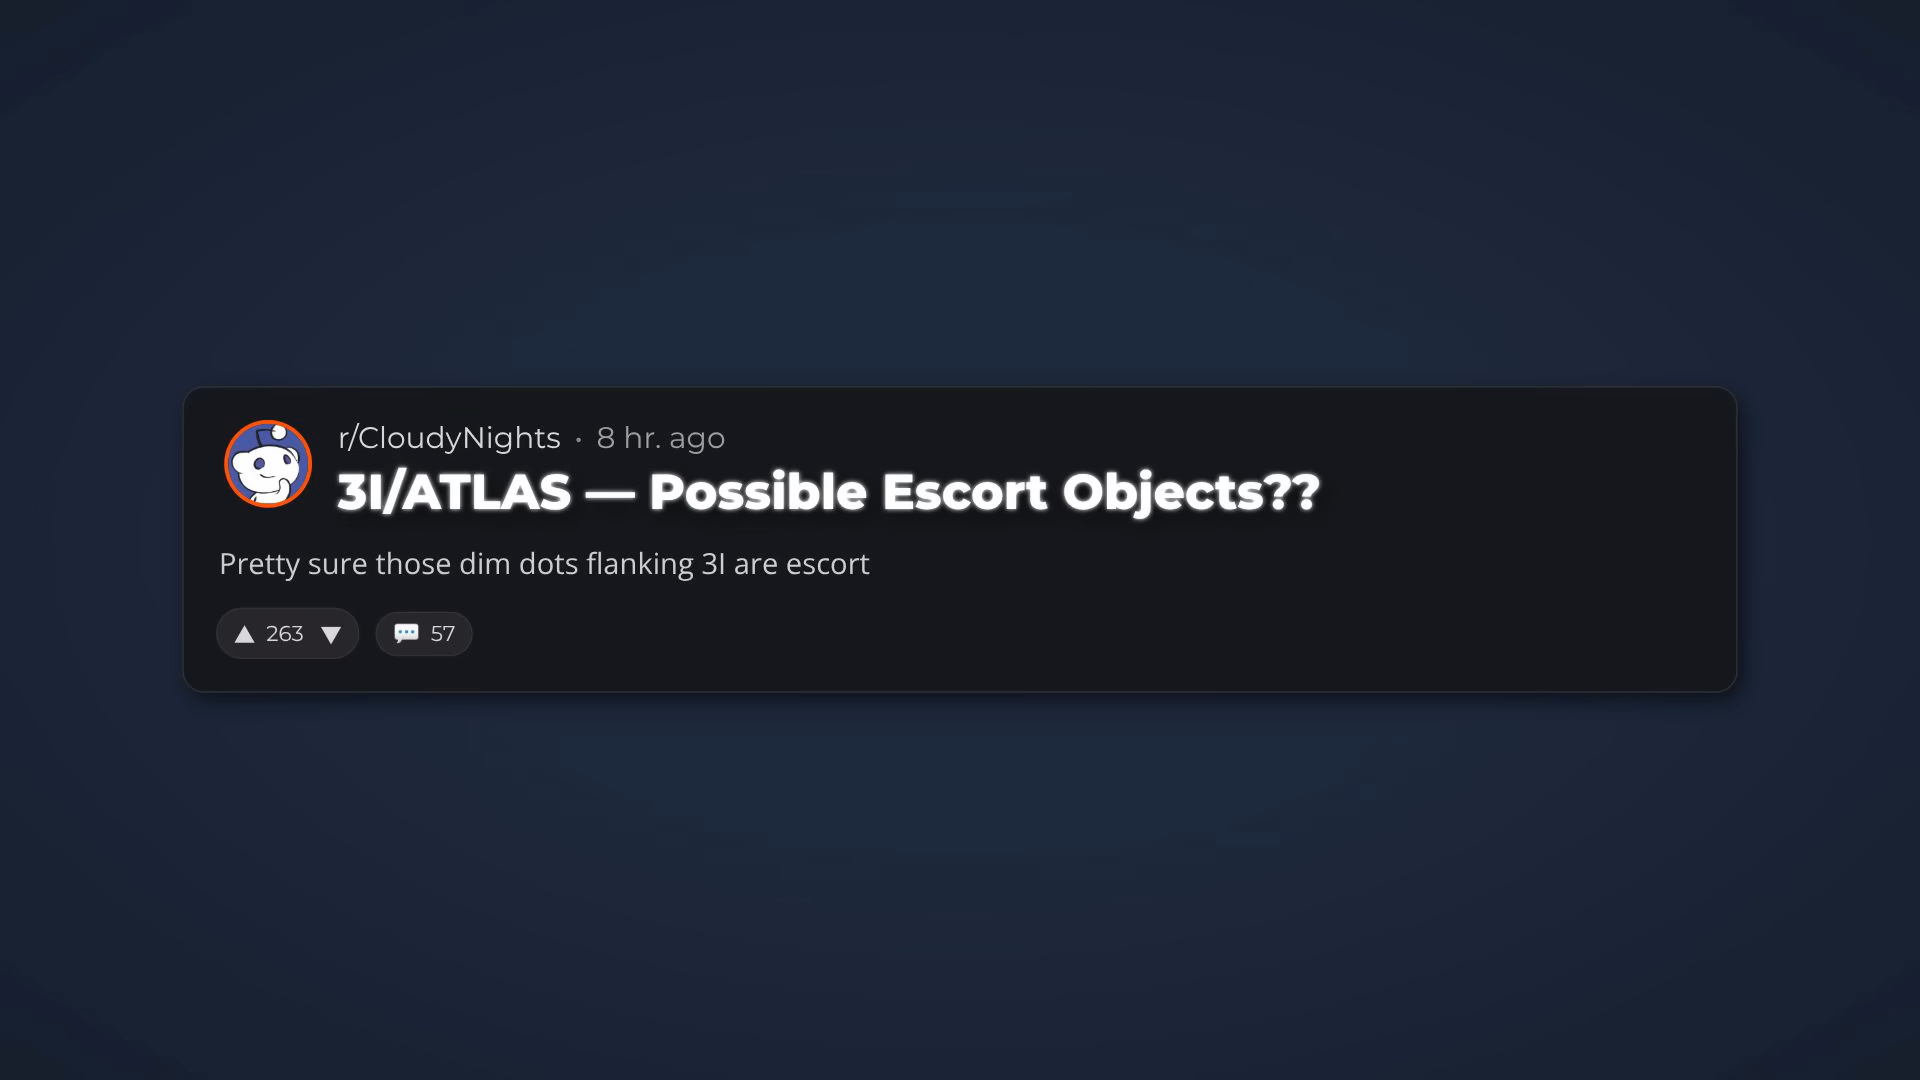 r/CloudyNights · 8 hr. ago
3I/ATLAS — Possible Escort Objects??
Pretty sure those dim dots flanking 3I are escort
263
57